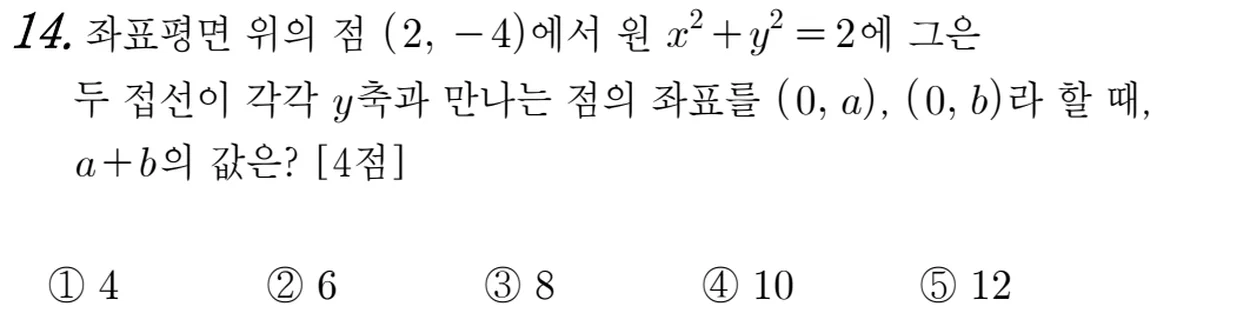 14. 좌표평면 위의 점 (2, −4)에서 원 x²+y²=2에 그은
두 접선이 각각 y축과 만나는 점의 좌표를 (0, a), (0, b)라 할 때,
a+b의 값은? [4점]
① 4 ② 6 ③ 8 ④ 10 ⑤ 12